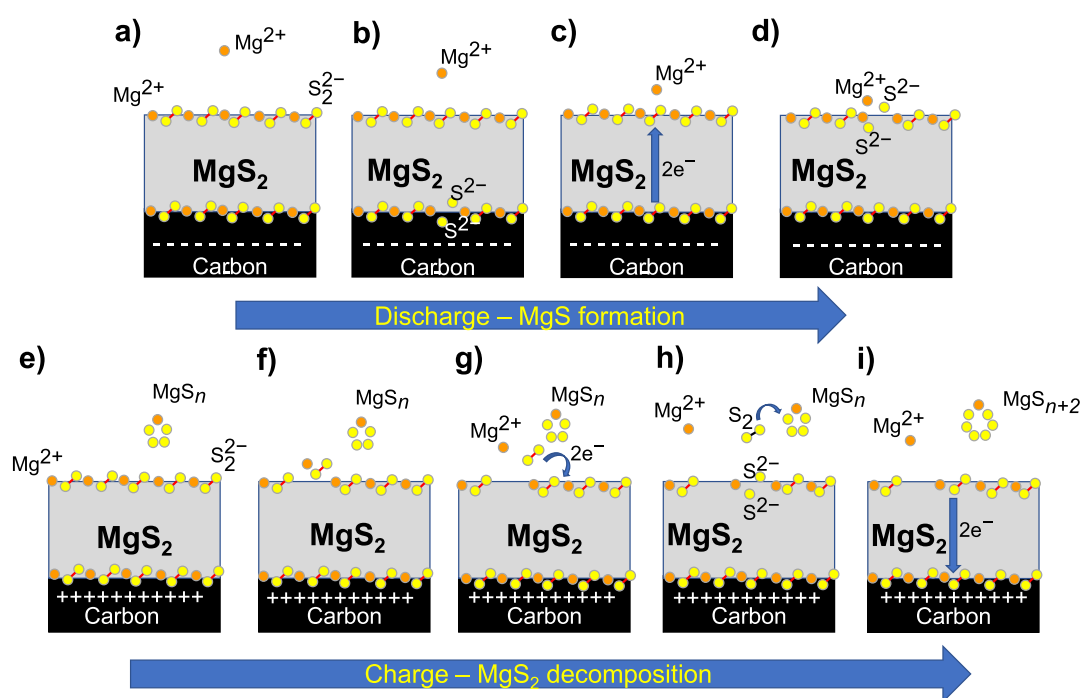 a)
Mg²⁺
Mg²⁺
S₂²⁻
MgS₂
Carbon
b)
Mg²⁺
MgS₂
S²⁻
S²⁻
Carbon
c)
Mg²⁺
MgS₂
2e⁻
Carbon
d)
Mg²⁺
S²⁻
S²⁻
MgS₂
Carbon
Discharge – MgS formation
e)
MgSₙ
Mg²⁺
S₂²⁻
MgS₂
++++++++++
Carbon
f)
MgSₙ
MgS₂
++++++++++
Carbon
g)
MgSₙ
Mg²⁺
2e⁻
MgS₂
++++++++++
Carbon
h)
Mg²⁺
S₂
MgSₙ
S²⁻
S²⁻
MgS₂
++++++++++
Carbon
i)
Mg²⁺
MgSₙ₊₂
MgS₂
2e⁻
++++++++++
Carbon
Charge – MgS₂ decomposition